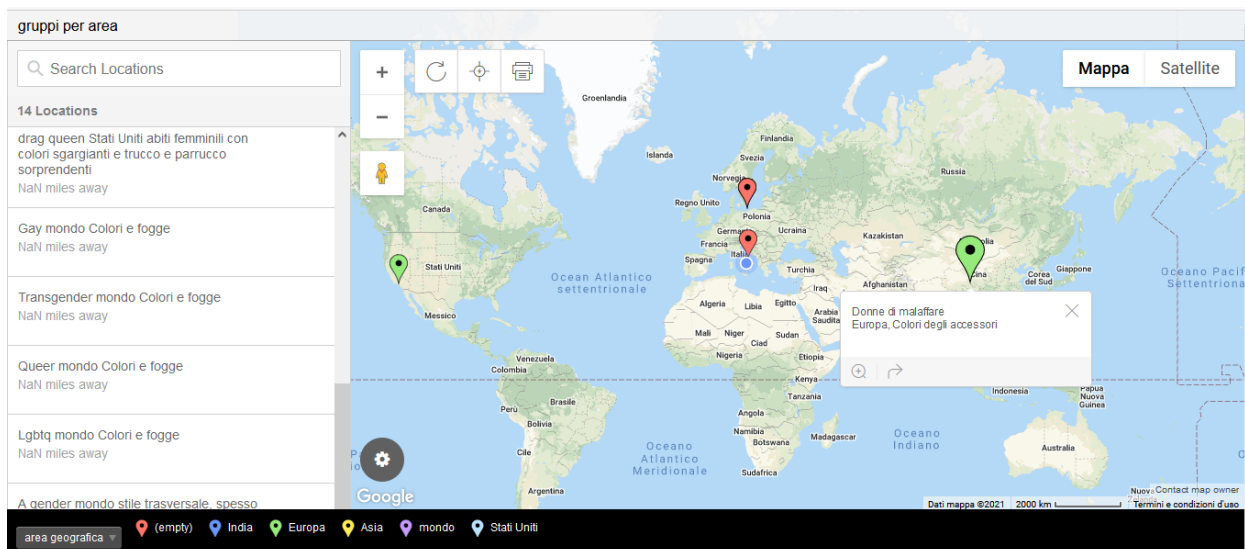 gruppi per area
Search Locations
14 Locations
drag queen Stati Uniti abiti femminili con
colori sgargianti e trucco e parrucco
sorprendenti
NaN miles away
Gay mondo Colori e fogge
NaN miles away
Transgender mondo Colori e fogge
NaN miles away
Queer mondo Colori e fogge
NaN miles away
Lgbtq mondo Colori e fogge
NaN miles away
A gender mondo stile trasversale, spesso
Mappa
Satellite
Groenlandia
Islanda
Finlandia
Svezia
Norvegia
Russia
Regno Unito
Polonia
Ucraina
Francia
Kazakistan
Canada
Spagna
Turchia
Stati Uniti
Ocean Atlantico
settentrionale
Iraq
Afghanistan
Corea
del Sud
Giappone
Oceano Pacif
Settentriona
Messico
Algeria
Libia
Egitto
Arabia
Saudita
Donne di malaffare
Europa, Colori degli accessori
Mali
Niger
Sudan
Ciad
Nigeria
Etiopia
Venezuela
Colombia
Kenya
Tanzania
Indonesia
Papua
Nuova
Guinea
Perù
Brasile
Bolivia
Angola
Namibia
Botswana
Madagascar
Oceano
Indiano
Australia
Cile
Oceano
Atlantico
Meridionale
Sudafrica
Argentina
Google
Nuova
Contact map owner
Dati mappa ©2021
2000 km
Termini e condizioni d'uso
area geografica
(empty)
India
Europa
Asia
mondo
Stati Uniti